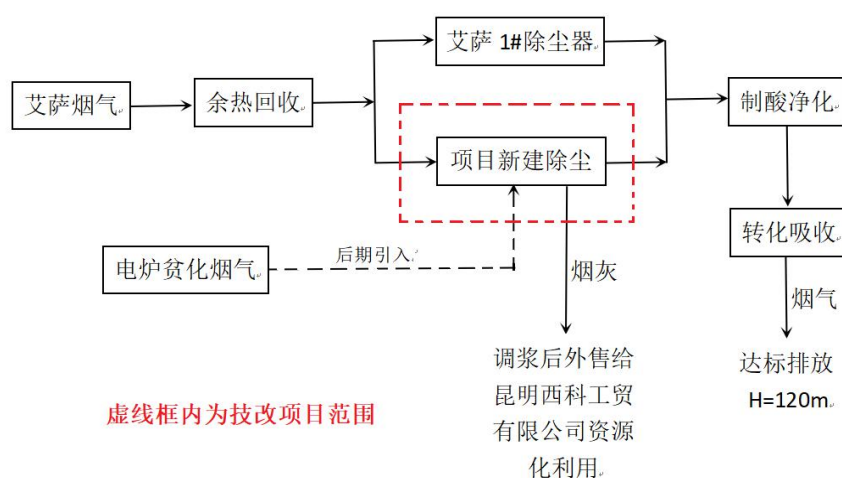 艾萨 1#除尘器
艾萨烟气
余热回收
制酸净化
项目新建除尘
转化吸收
电炉贫化烟气
后期引入
烟灰
烟气
调浆后外售给
昆明西科工贸
有限公司资源
化利用
达标排放
H=120m
虚线框内为技改项目范围